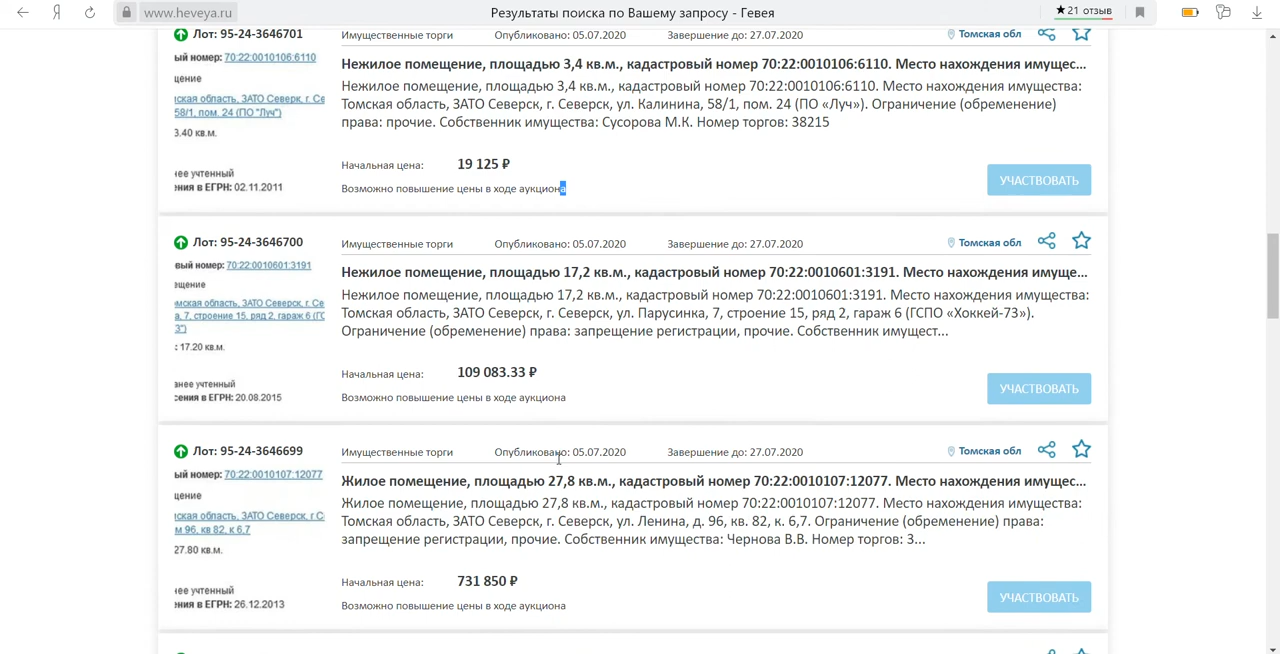 www.heveya.ru
Результаты поиска по Вашему запросу - Гевея
★21 отзыв
Лот: 95-24-3646701
Имущественные торги Опубликовано: 05.07.2020 Завершение до: 27.07.2020 Томская обл
ый номер: 70:22:0010106:6110
щение
іская область, ЗАТО Северск, г. Се
58/1, пом. 24 (ПО "Луч")
3.40 кв.м.
нее учтенный
ния в ЕГРН: 02.11.2011
Нежилое помещение, площадью 3,4 кв.м., кадастровый номер 70:22:0010106:6110. Место нахождения имущес...
Нежилое помещение, площадью 3,4 кв.м., кадастровый номер 70:22:0010106:6110. Место нахождения имущества:
Томская область, ЗАТО Северск, г. Северск, ул. Калинина, 58/1, пом. 24 (ПО «Луч»). Ограничение (обременение)
права: прочие. Собственник имущества: Сусорова М.К. Номер торгов: 38215
Начальная цена: 19 125 ₽
Возможно повышение цены в ходе аукциона
УЧАСТВОВАТЬ
Лот: 95-24-3646700
Имущественные торги Опубликовано: 05.07.2020 Завершение до: 27.07.2020 Томская обл
вый номер: 70:22:0010601:3191
ещение
мская область, ЗАТО Северск, г. Се
а, 7, строение 15, ряд 2, гараж 6 (ГС
3")
: 17.20 кв.м.
анее учтенный
сения в ЕГРН: 20.08.2015
Нежилое помещение, площадью 17,2 кв.м., кадастровый номер 70:22:0010601:3191. Место нахождения имуще...
Нежилое помещение, площадью 17,2 кв.м., кадастровый номер 70:22:0010601:3191. Место нахождения имущества:
Томская область, ЗАТО Северск, г. Северск, ул. Парусинка, 7, строение 15, ряд 2, гараж 6 (ГСПО «Хоккей-73»).
Ограничение (обременение) права: запрещение регистрации, прочие. Собственник имущест...
Начальная цена: 109 083.33 ₽
Возможно повышение цены в ходе аукциона
УЧАСТВОВАТЬ
Лот: 95-24-3646699
Имущественные торги Опубликовано: 05.07.2020 Завершение до: 27.07.2020 Томская обл
ый номер: 70:22:0010107:12077
щение
іская область, ЗАТО Северск, г С
м 96, кв 82, к 6,7
27.80 кв.м.
нее учтенный
ния в ЕГРН: 26.12.2013
Жилое помещение, площадью 27,8 кв.м., кадастровый номер 70:22:0010107:12077. Место нахождения имущес...
Жилое помещение, площадью 27,8 кв.м., кадастровый номер 70:22:0010107:12077. Место нахождения имущества:
Томская область, ЗАТО Северск, г. Северск, ул. Ленина, д. 96, кв. 82, к. 6,7. Ограничение (обременение) права:
запрещение регистрации, прочие. Собственник имущества: Чернова В.В. Номер торгов: 3...
Начальная цена: 731 850 ₽
Возможно повышение цены в ходе аукциона
УЧАСТВОВАТЬ